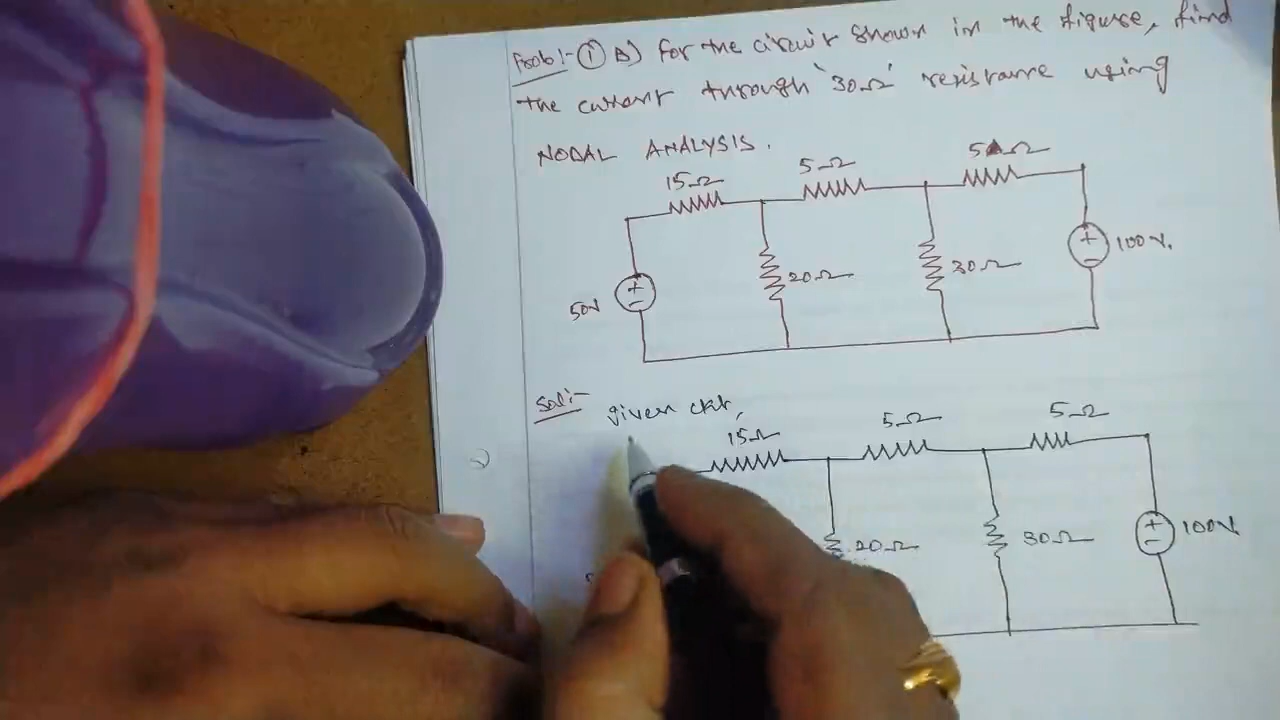 Prob:- ① B) For the circuit shown in the figure, find
the current through '30Ω' resistance using
NODAL ANALYSIS.
15Ω 5Ω 5Ω
50V 20Ω 30Ω 100V.
Sol:- given ckt,
15Ω 5Ω 5Ω
20Ω 30Ω 100V.